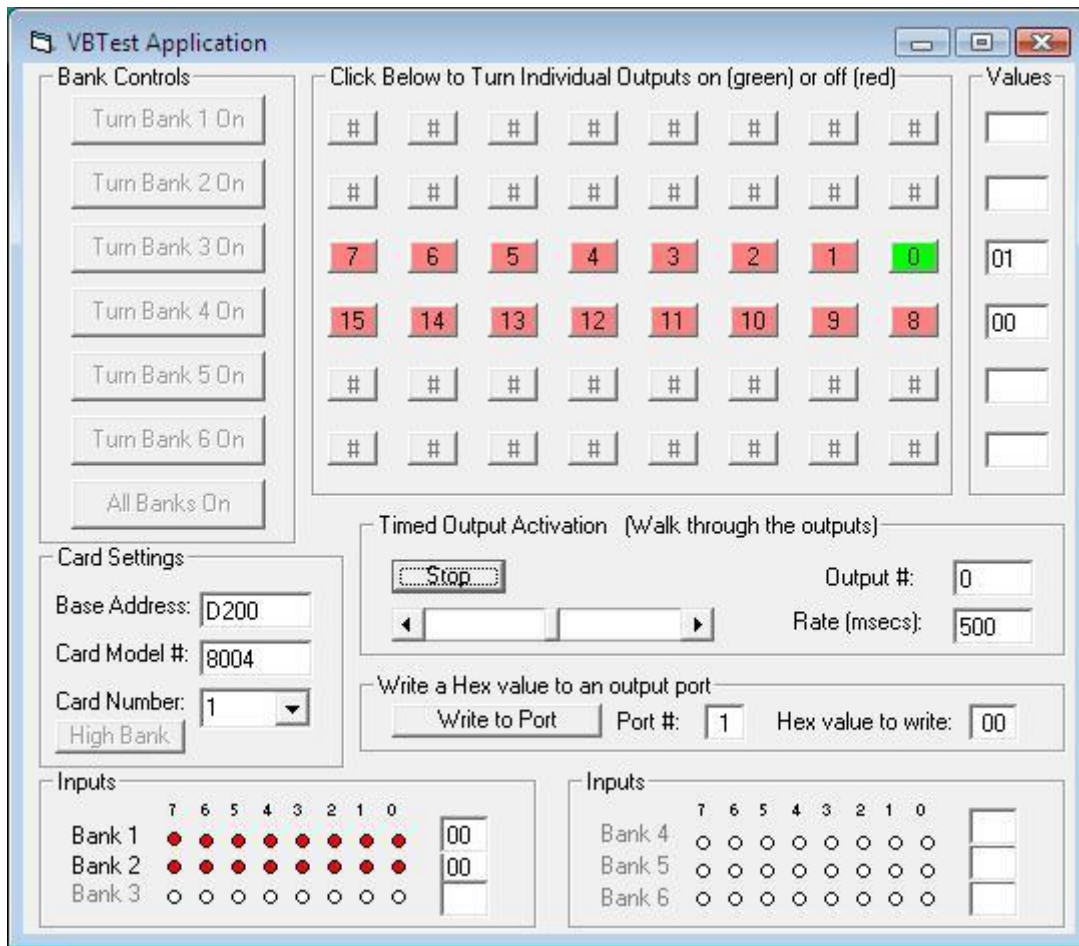 VBTest Application
Bank Controls
Turn Bank 1 On
Turn Bank 2 On
Turn Bank 3 On
Turn Bank 4 On
Turn Bank 5 On
Turn Bank 6 On
All Banks On
Click Below to Turn Individual Outputs on (green) or off (red)
# # # # # # # #
# # # # # # # #
7 6 5 4 3 2 1 0
15 14 13 12 11 10 9 8
# # # # # # # #
# # # # # # # #
Values
01
00
Card Settings
Base Address: D200
Card Model #: 8004
Card Number: 1
High Bank
Timed Output Activation (Walk through the outputs)
Stop
Output #: 0
Rate (msecs): 500
Write a Hex value to an output port
Write to Port Port #: 1 Hex value to write: 00
Inputs
7 6 5 4 3 2 1 0
Bank 1 00
Bank 2 00
Bank 3
Inputs
7 6 5 4 3 2 1 0
Bank 4
Bank 5
Bank 6